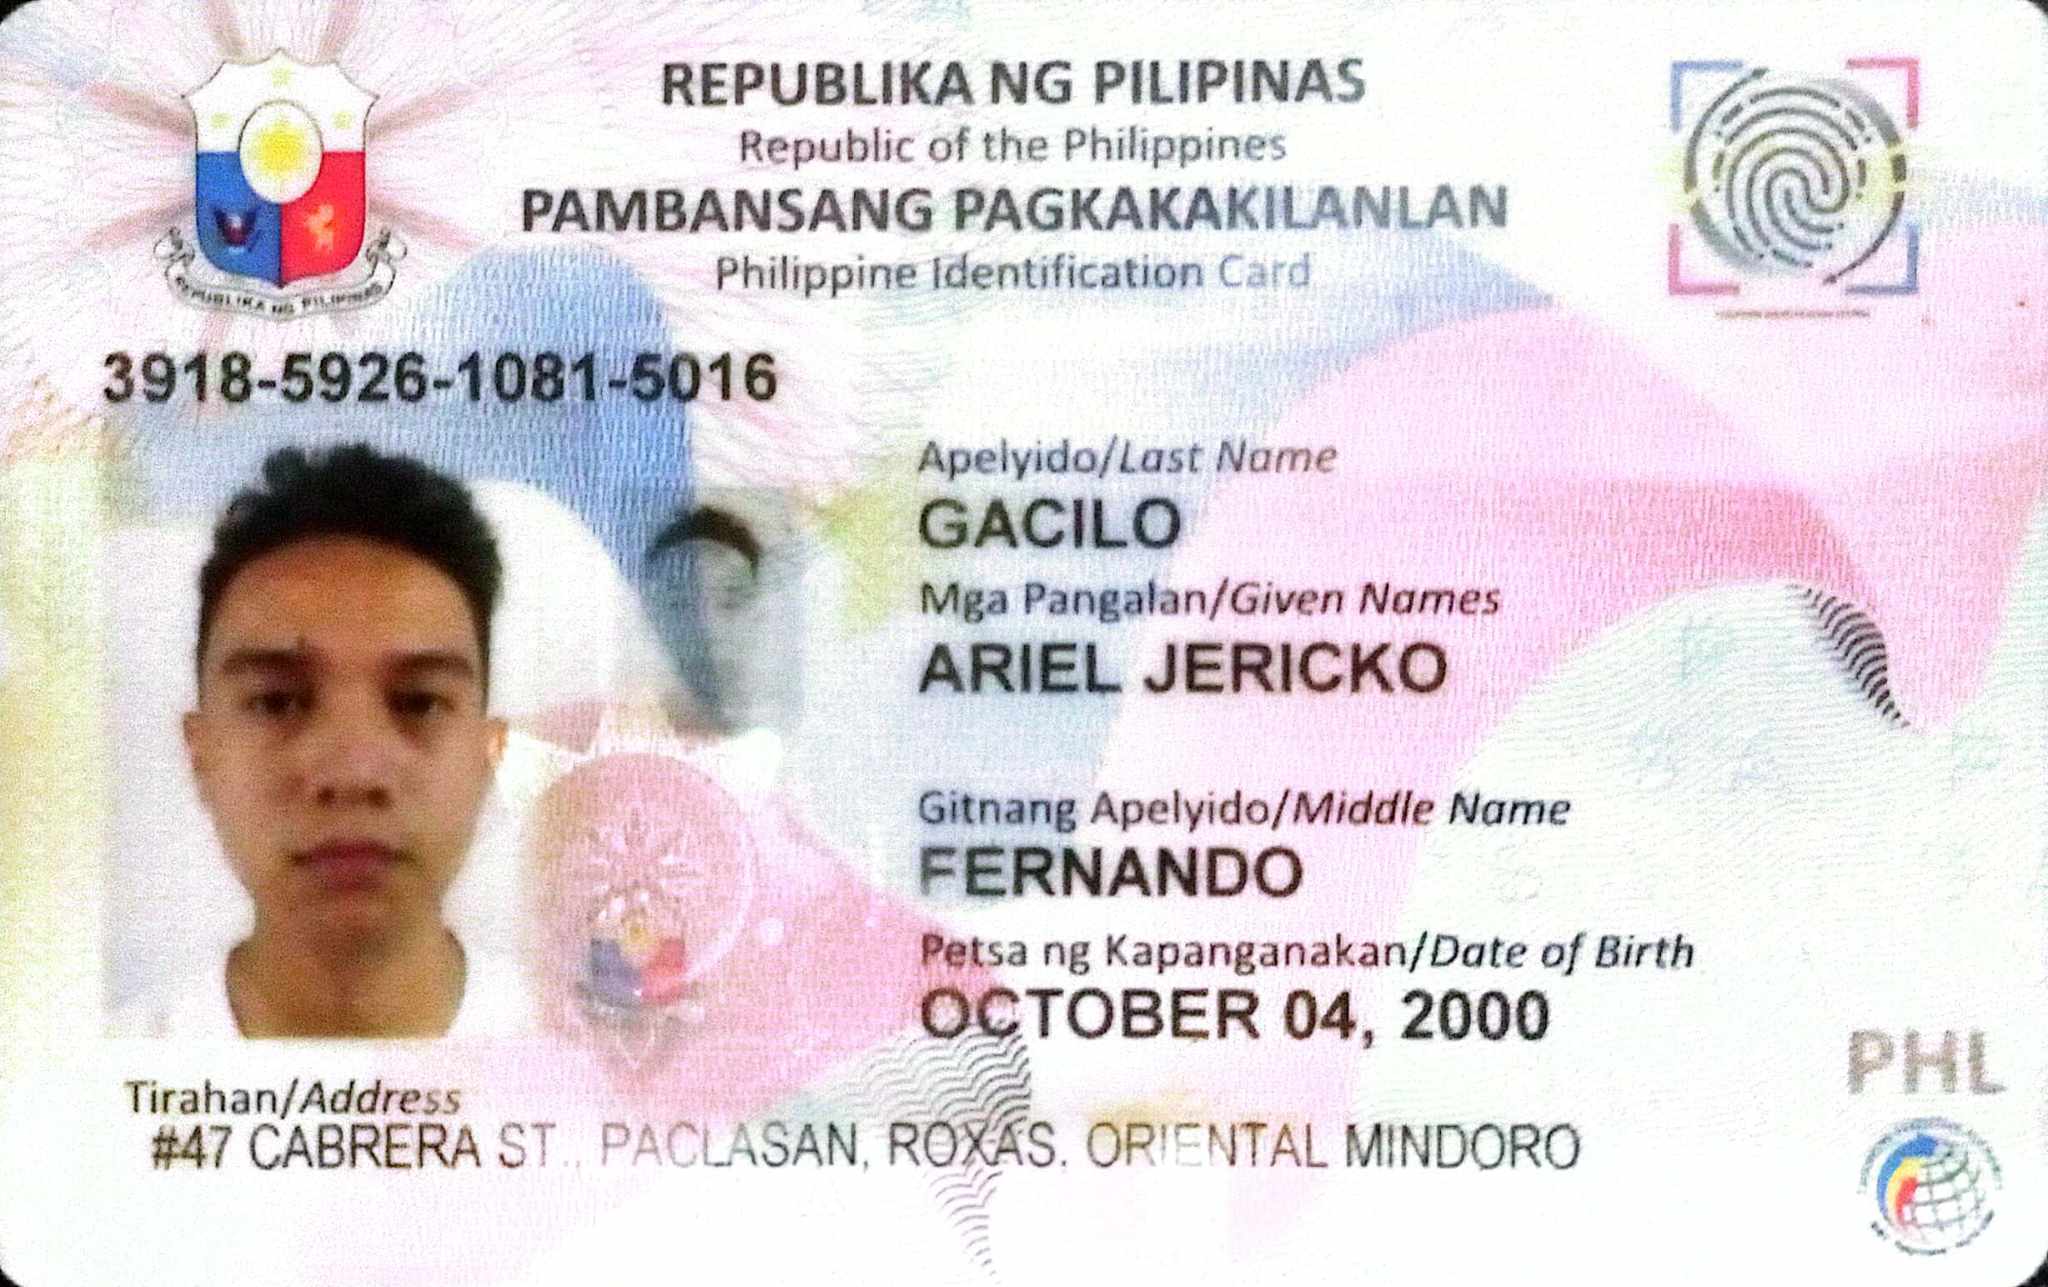 REPUBLIKA NG PILIPINAS
Republic of the Philippines
PAMBANSANG PAGKAKAKILANLAN
Philippine Identification Card
REPUBLIKA NG PILIPINAS
3918-5926-1081-5016
Apelyido/Last Name
GACILO
Mga Pangalan/Given Names
ARIEL JERICKO
Gitnang Apelyido/Middle Name
FERNANDO
Petsa ng Kapanganakan/Date of Birth
OCTOBER 04, 2000
PHL
Tirahan/Address
#47 CABRERA ST., PACLASAN, ROXAS, ORIENTAL MINDORO